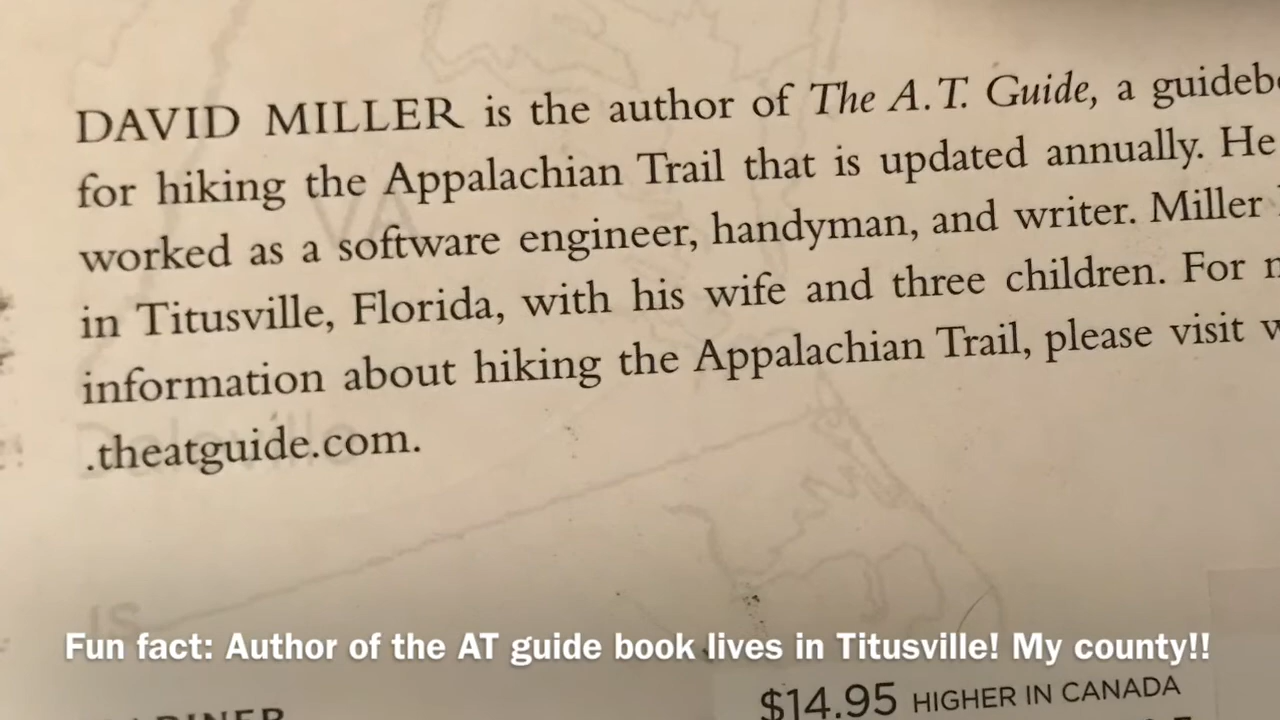 DAVID MILLER is the author of The A.T. Guide, a
for hiking the Appalachian Trail that is updated annually. He
worked as a software engineer, handyman, and writer. Miller
in Titusville, Florida, with his wife and three children. For
information about hiking the Appalachian Trail, please visit
.theatguide.com.
VA
Fun fact: Author of the AT guide book lives in Titusville! My county!!
$14.95 HIGHER IN CANADA